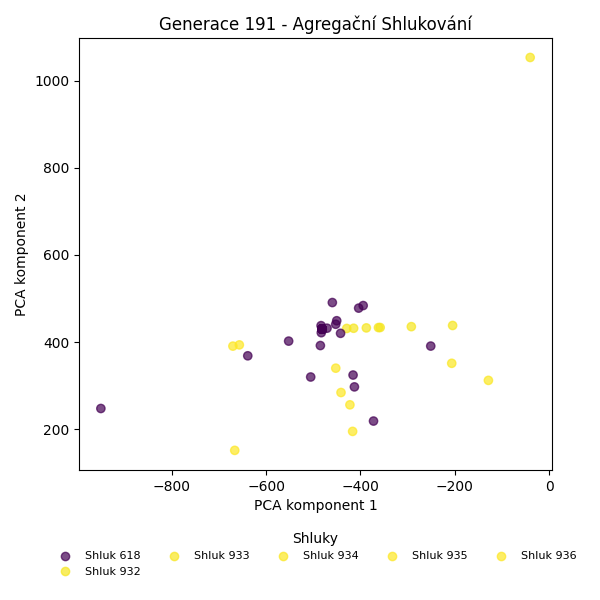 Generace 191 - Agregační Shlukování
1000
800
600
400
200
PCA komponent 2
−800
−600
−400
−200
0
PCA komponent 1
Shluky
Shluk 618
Shluk 933
Shluk 934
Shluk 935
Shluk 936
Shluk 932